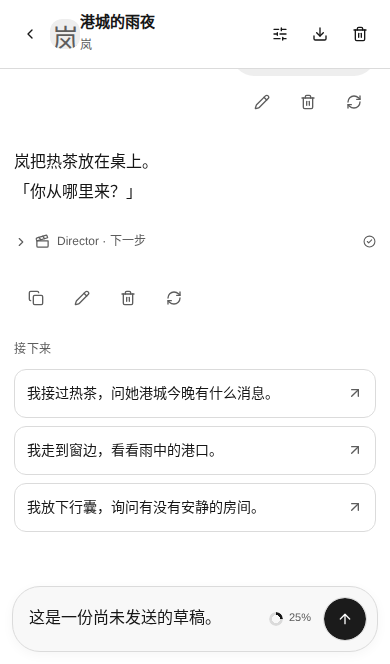 港城的雨夜
岚
岚
岚把热茶放在桌上。
「你从哪里来？」
Director · 下一步
接下来
我接过热茶，问她港城今晚有什么消息。
我走到窗边，看看雨中的港口。
我放下行囊，询问有没有安静的房间。
这是一份尚未发送的草稿。
25%